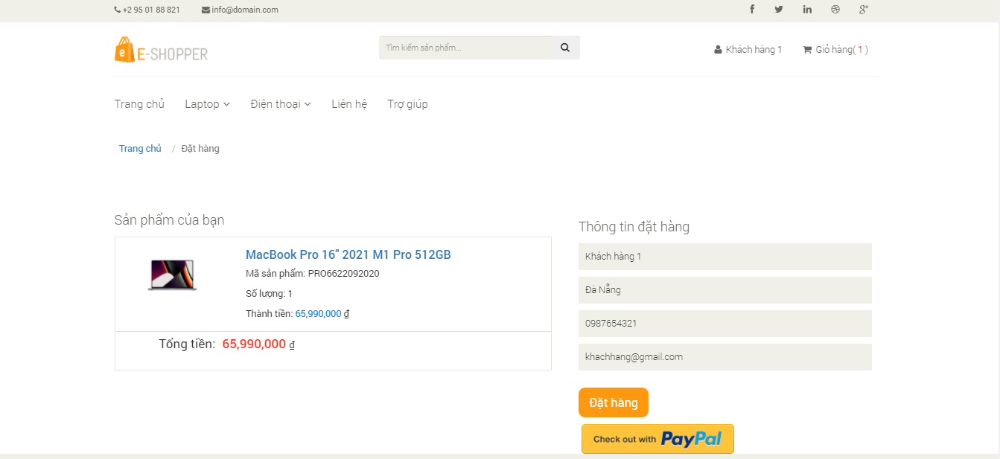 +2 95 01 88 821 info@domain.com
E-SHOPPER
Tìm kiếm sản phẩm...
Khách hàng 1 Giỏ hàng( 1 )
Trang chủ Laptop Điện thoại Liên hệ Trợ giúp
Trang chủ / Đặt hàng
Sản phẩm của bạn
MacBook Pro 16” 2021 M1 Pro 512GB
Mã sản phẩm: PRO6622092020
Số lượng: 1
Thành tiền: 65,990,000 ₫
Tổng tiền: 65,990,000 ₫
Thông tin đặt hàng
Khách hàng 1
Đà Nẵng
0987654321
khachhang@gmail.com
Đặt hàng
Check out with PayPal